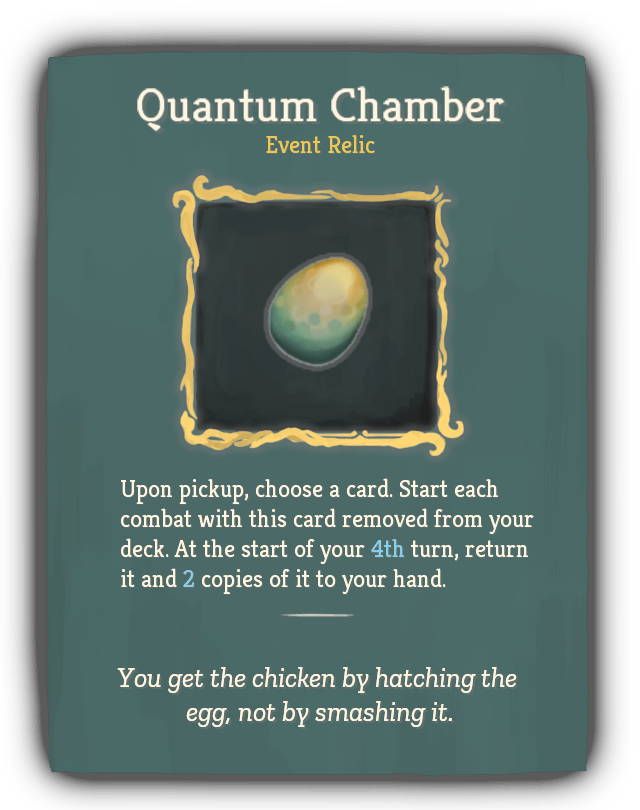 Quantum Chamber
Event Relic
Upon pickup, choose a card. Start each
combat with this card removed from your
deck. At the start of your 4th turn, return
it and 2 copies of it to your hand.
You get the chicken by hatching the
egg, not by smashing it.